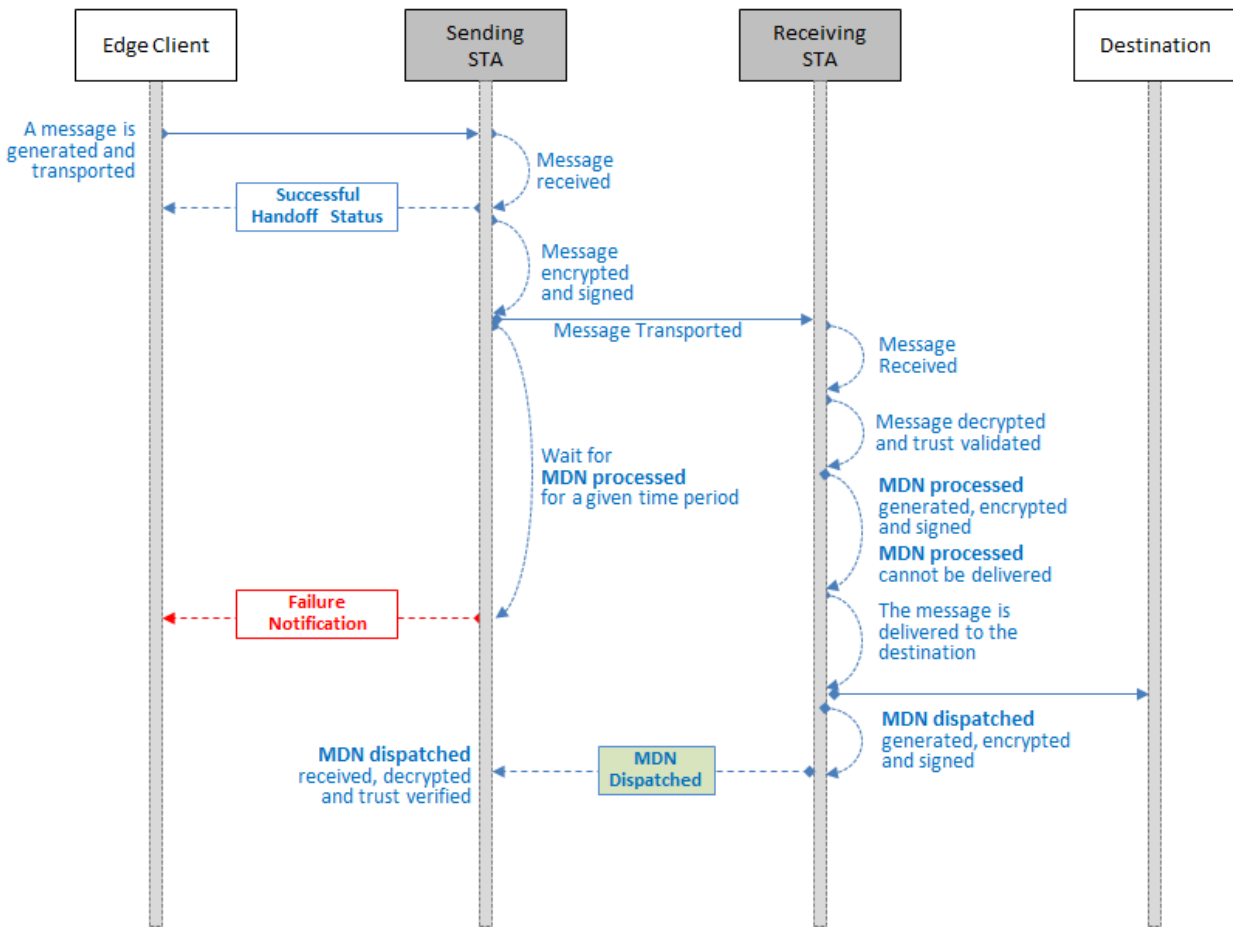 Edge Client
Sending
STA
Receiving
STA
Destination
A message is
generated and
transported
Message
received
Successful
Handoff Status
Message
encrypted
and signed
Message Transported
Message
Received
Message decrypted
and trust validated
Wait for
MDN processed
for a given time period
MDN processed
generated, encrypted
and signed
MDN processed
cannot be delivered
Failure
Notification
The message is
delivered to the
destination
MDN dispatched
generated, encrypted
and signed
MDN dispatched
received, decrypted
and trust verified
MDN
Dispatched